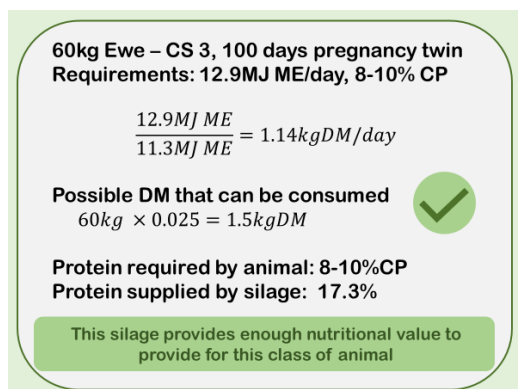 60kg Ewe – CS 3, 100 days pregnancy twin
Requirements: 12.9MJ ME/day, 8-10% CP
12.9MJ ME
11.3MJ ME
= 1.14kgDM/day
Possible DM that can be consumed
60kg × 0.025 = 1.5kgDM
Protein required by animal: 8-10%CP
Protein supplied by silage: 17.3%
This silage provides enough nutritional value to
provide for this class of animal